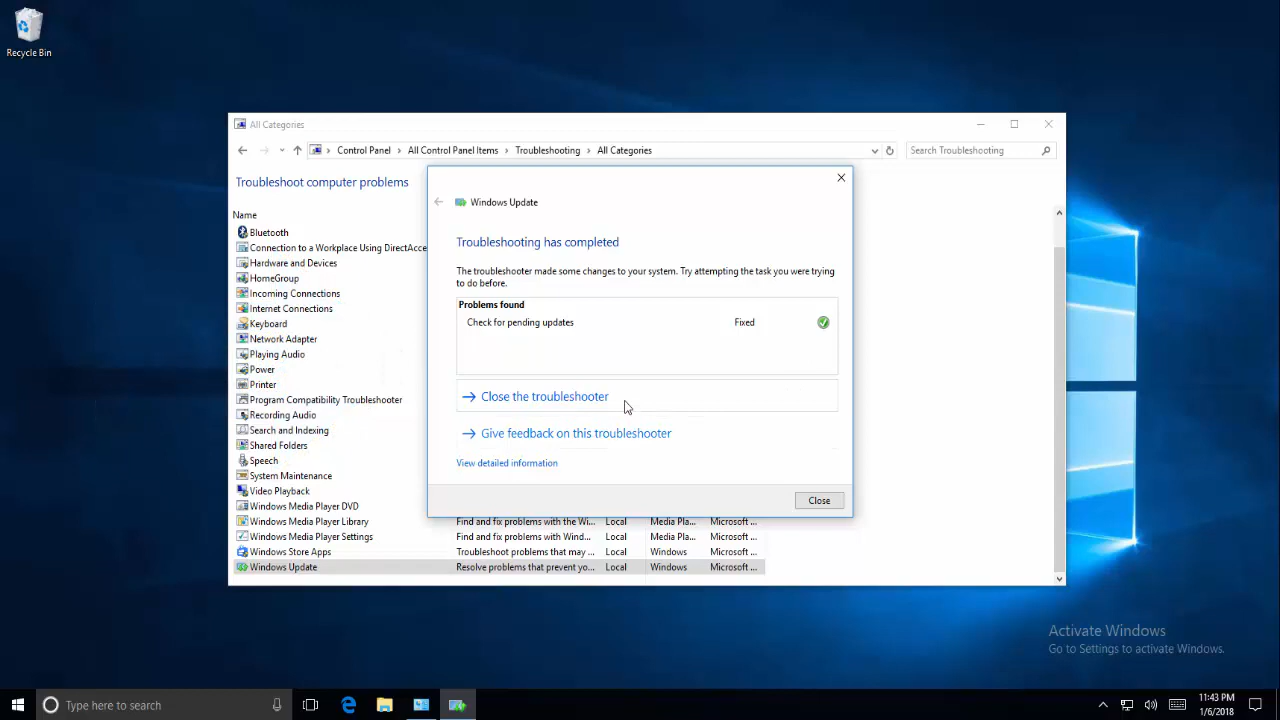 Recycle Bin
All Categories
Control Panel > All Control Panel Items > Troubleshooting > All Categories
Search Troubleshooting
Troubleshoot computer problems
Name
Bluetooth
Connection to a Workplace Using DirectAcce
Hardware and Devices
HomeGroup
Incoming Connections
Internet Connections
Keyboard
Network Adapter
Playing Audio
Power
Printer
Program Compatibility Troubleshooter
Recording Audio
Search and Indexing
Shared Folders
Speech
System Maintenance
Video Playback
Windows Media Player DVD
Windows Media Player Library Find and fix problems with the Wi... Local Media Pla... Microsoft ...
Windows Media Player Settings Find and fix problems with Wind... Local Media Pla... Microsoft ...
Windows Store Apps Troubleshoot problems that may ... Local Windows Microsoft ...
Windows Update Resolve problems that prevent yo... Local Windows Microsoft ...
Windows Update
Troubleshooting has completed
The troubleshooter made some changes to your system. Try attempting the task you were trying
to do before.
Problems found
Check for pending updates Fixed
Close the troubleshooter
Give feedback on this troubleshooter
View detailed information
Close
Activate Windows
Go to Settings to activate Windows.
Type here to search
11:43 PM
1/6/2018